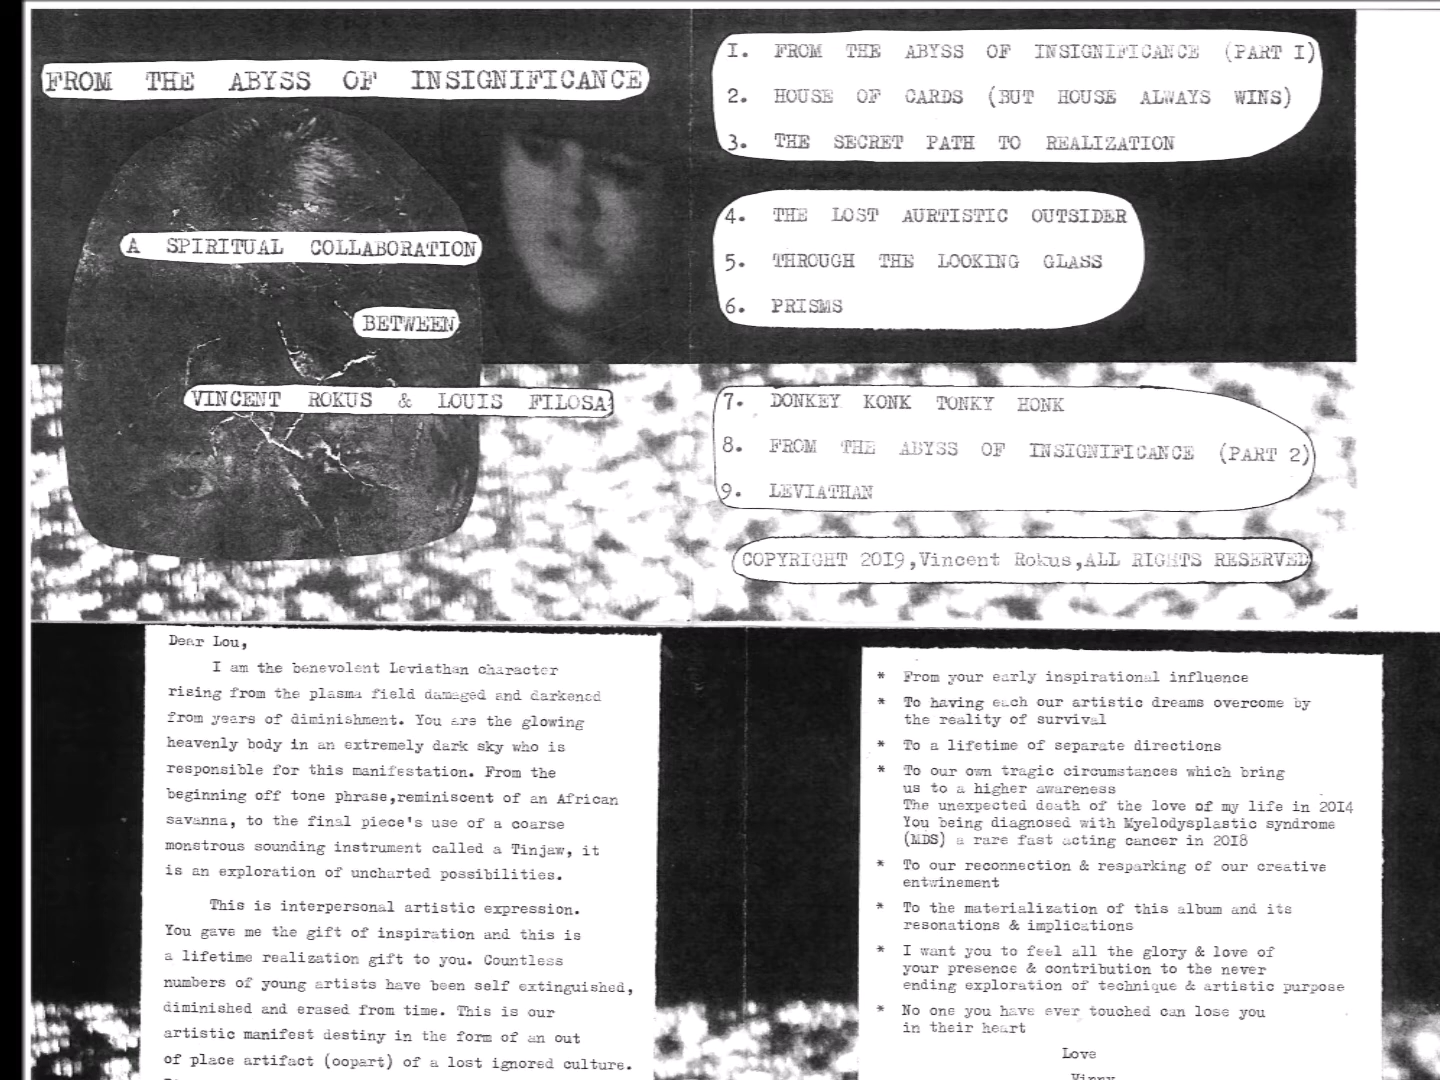 FROM THE ABYSS OF INSIGNIFICANCE
A SPIRITUAL COLLABORATION
BETWEEN
VINCENT ROKUS & LOUIS FILOSA
1. FROM THE ABYSS OF INSIGNIFICANCE (PART I)
2. HOUSE OF CARDS (BUT HOUSE ALWAYS WINS)
3. THE SECRET PATH TO REALIZATION
4. THE LOST AURTISTIC OUTSIDER
5. THROUGH THE LOOKING GLASS
6. PRISMS
7. DONKEY KONK TONKY HONK
8. FROM THE ABYSS OF INSIGNIFICANCE (PART 2)
9. LEVIATHAN
COPYRIGHT 2019,Vincent Rokus,ALL RIGHTS RESERVED
Dear Lou,
I am the benevolent Leviathan character
rising from the plasma field damaged and darkened
from years of diminishment. You are the glowing
heavenly body in an extremely dark sky who is
responsible for this manifestation. From the
beginning off tone phrase,reminiscent of an African
savanna, to the final piece's use of a coarse
monstrous sounding instrument called a Tinjaw, it
is an exploration of uncharted possibilities.
This is interpersonal artistic expression.
You gave me the gift of inspiration and this is
a lifetime realization gift to you. Countless
numbers of young artists have been self extinguished,
diminished and erased from time. This is our
artistic manifest destiny in the form of an out
of place artifact (oopart) of a lost ignored culture.
* From your early inspirational influence
* To having each our artistic dreams overcome by
the reality of survival
* To a lifetime of separate directions
* To our own tragic circumstances which bring
us to a higher awareness
The unexpected death of the love of my life in 2014
You being diagnosed with Myelodysplastic syndrome
(MDS) a rare fast acting cancer in 2018
* To our reconnection & resparking of our creative
entwinement
* To the materialization of this album and its
resonations & implications
* I want you to feel all the glory & love of
your presence & contribution to the never
ending exploration of technique & artistic purpose
* No one you have ever touched can lose you
in their heart
Love
Vinny